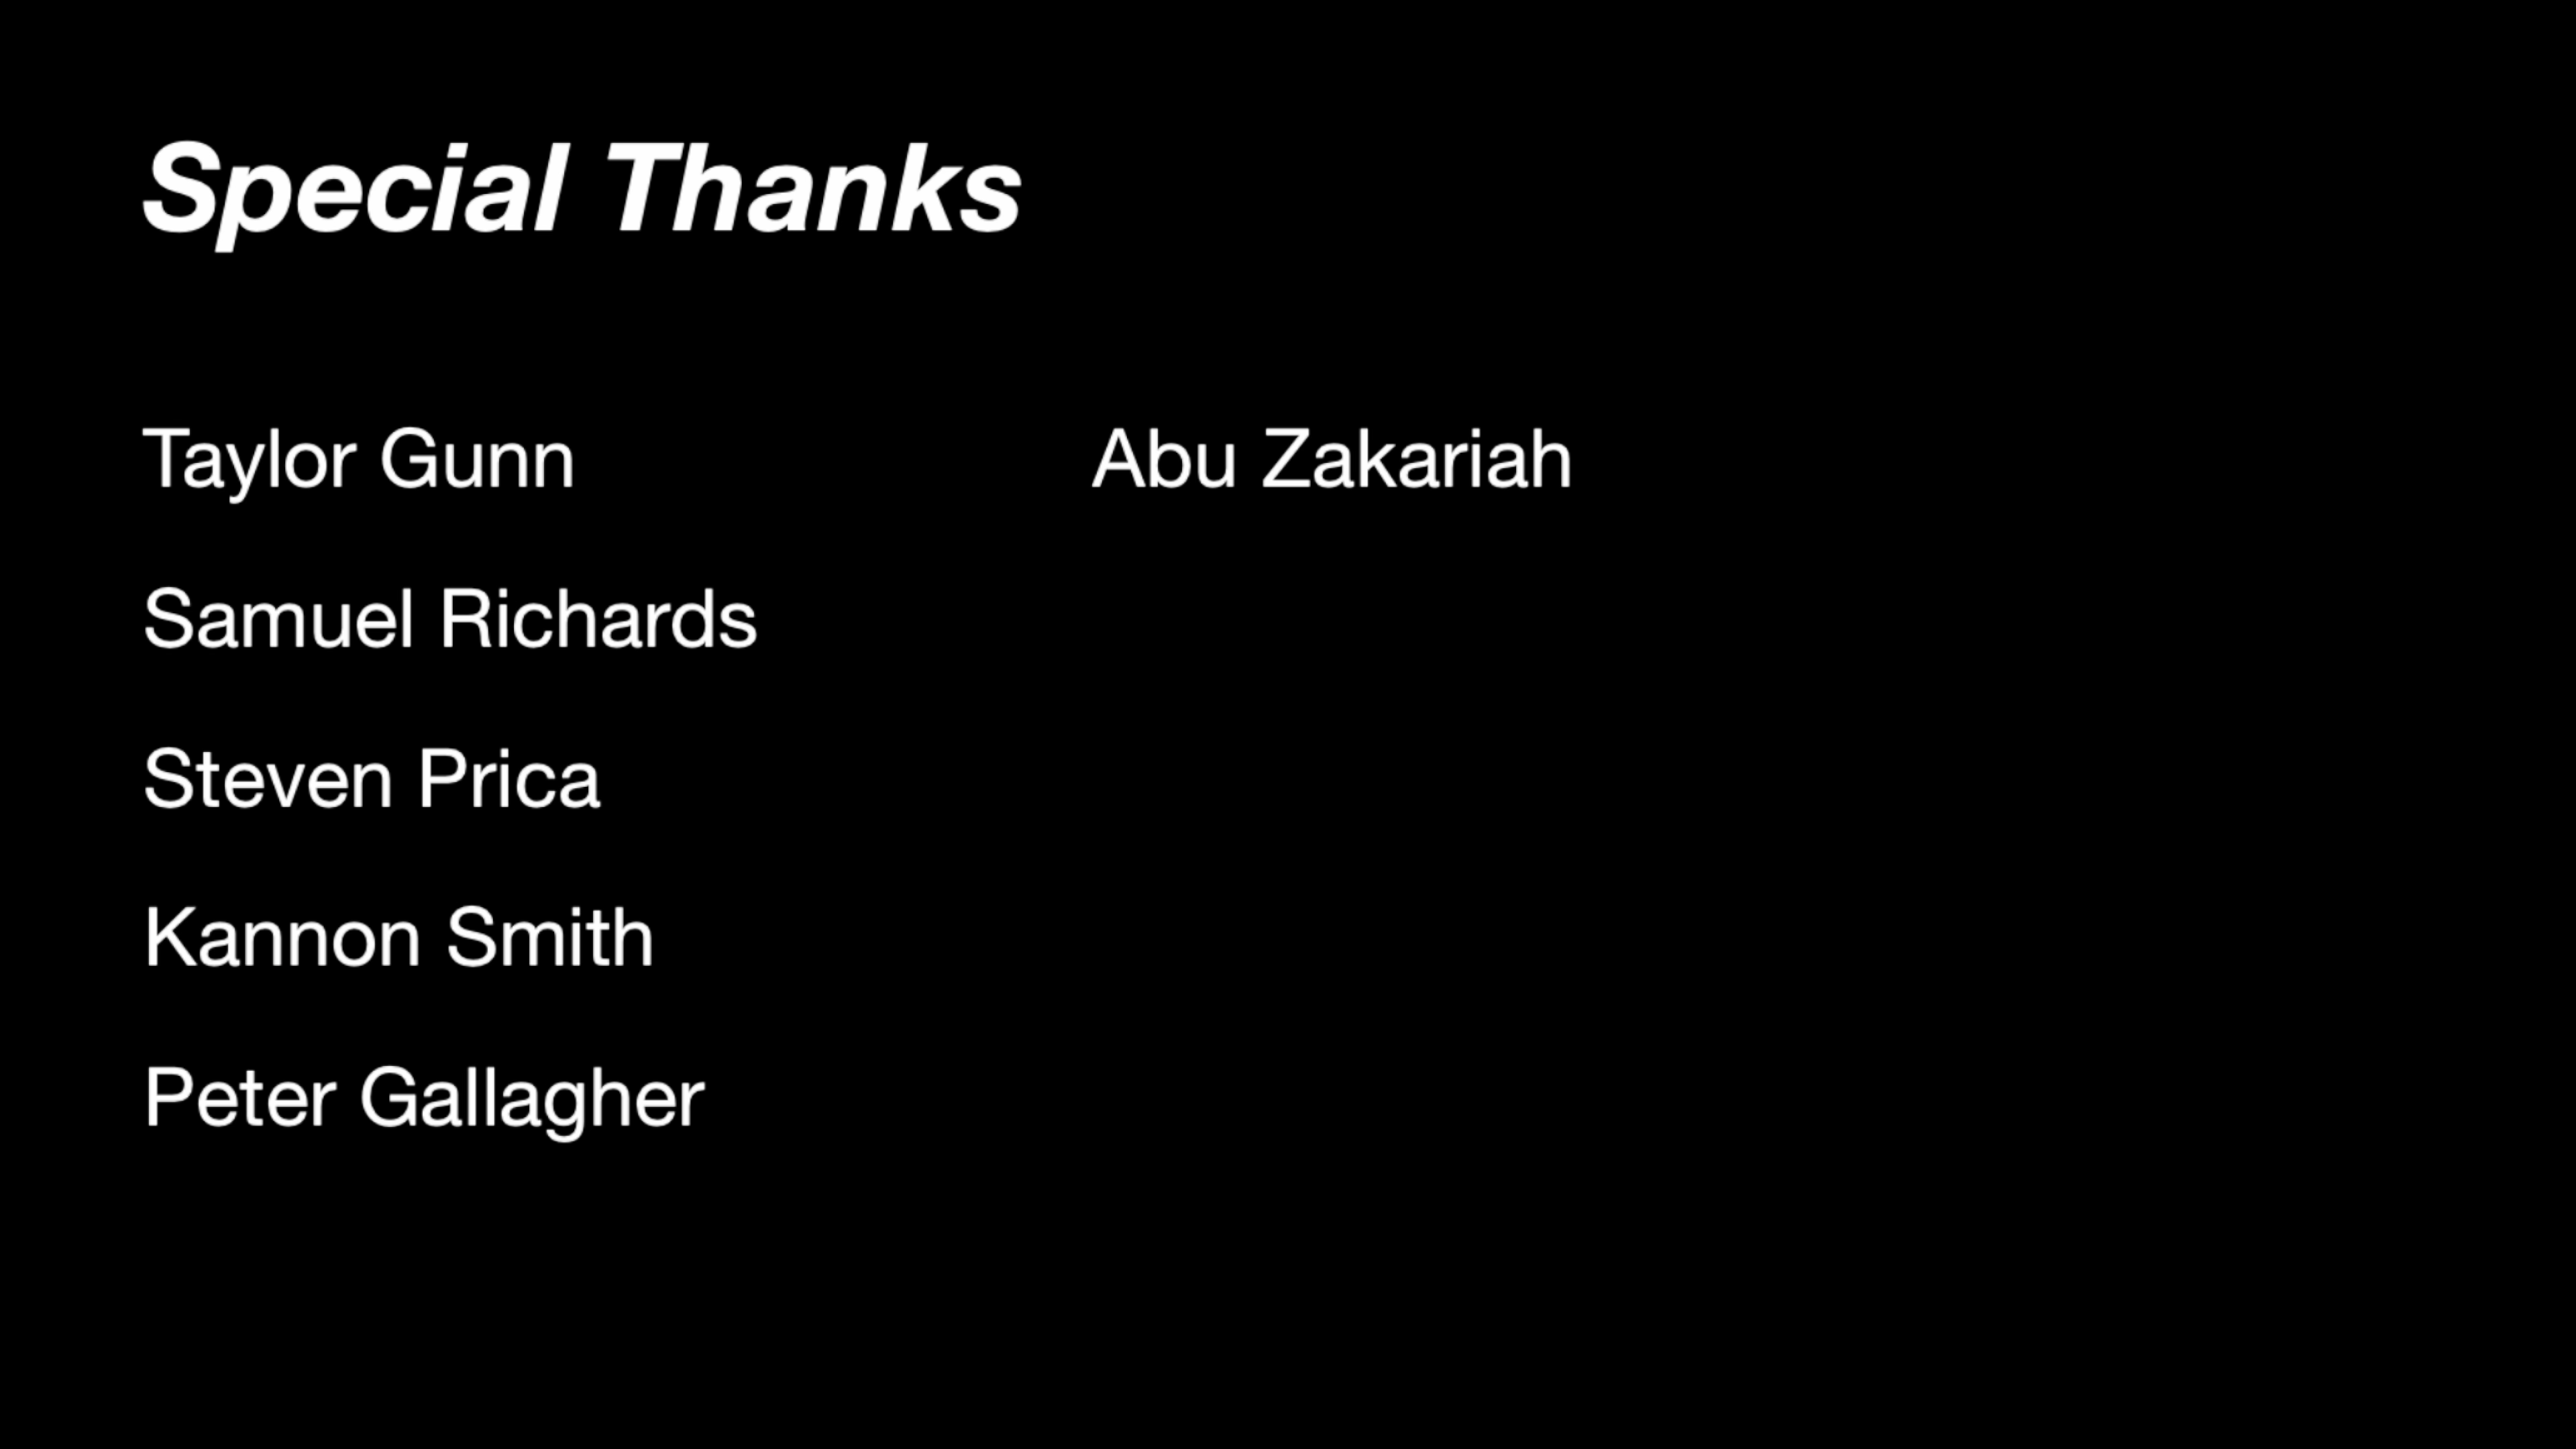 Special Thanks
Taylor Gunn
Samuel Richards
Steven Prica
Kannon Smith
Peter Gallagher
Abu Zakariah